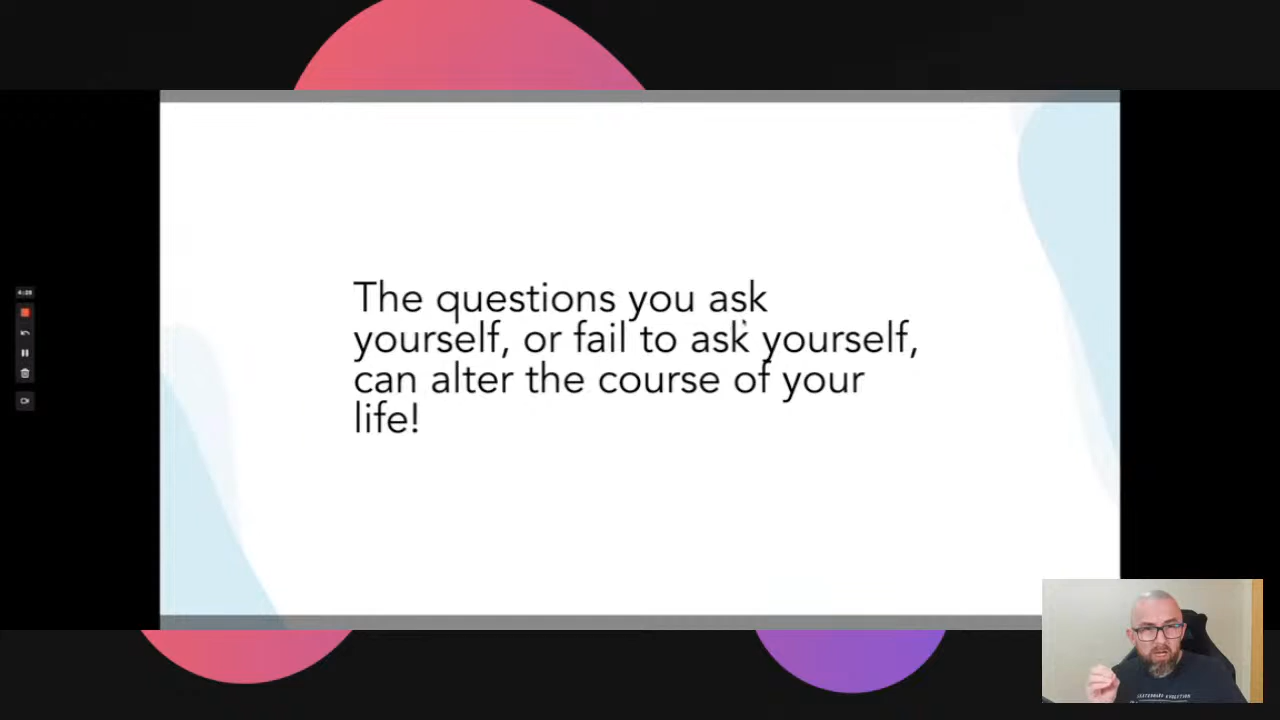 The questions you ask
yourself, or fail to ask yourself,
can alter the course of your
life!